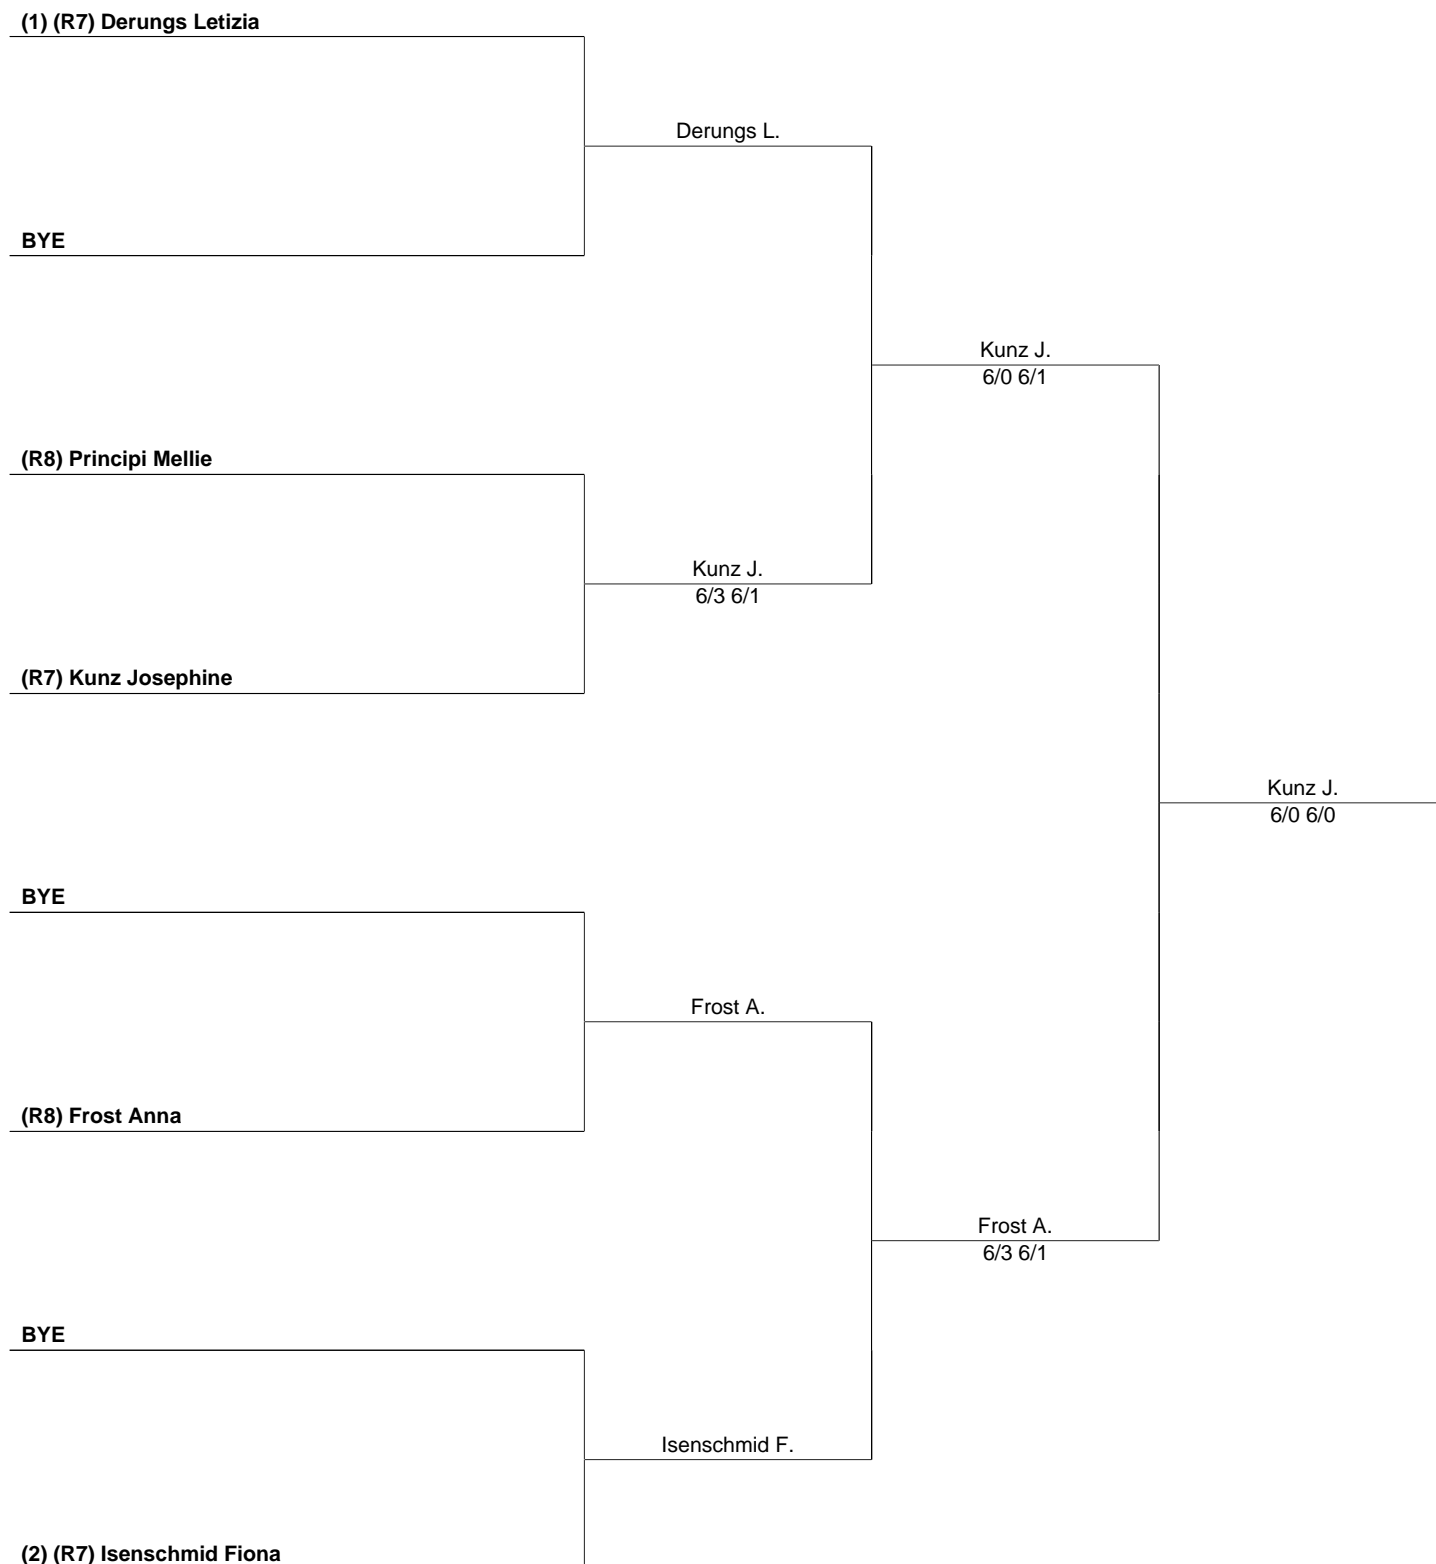 (1) (R7) Derungs Letizia
Derungs L.
BYE
Kunz J.
6/0 6/1
(R8) Principi Mellie
Kunz J.
6/3 6/1
(R7) Kunz Josephine
Kunz J.
6/0 6/0
BYE
Frost A.
(R8) Frost Anna
Frost A.
6/3 6/1
BYE
Isenschmid F.
(2) (R7) Isenschmid Fiona